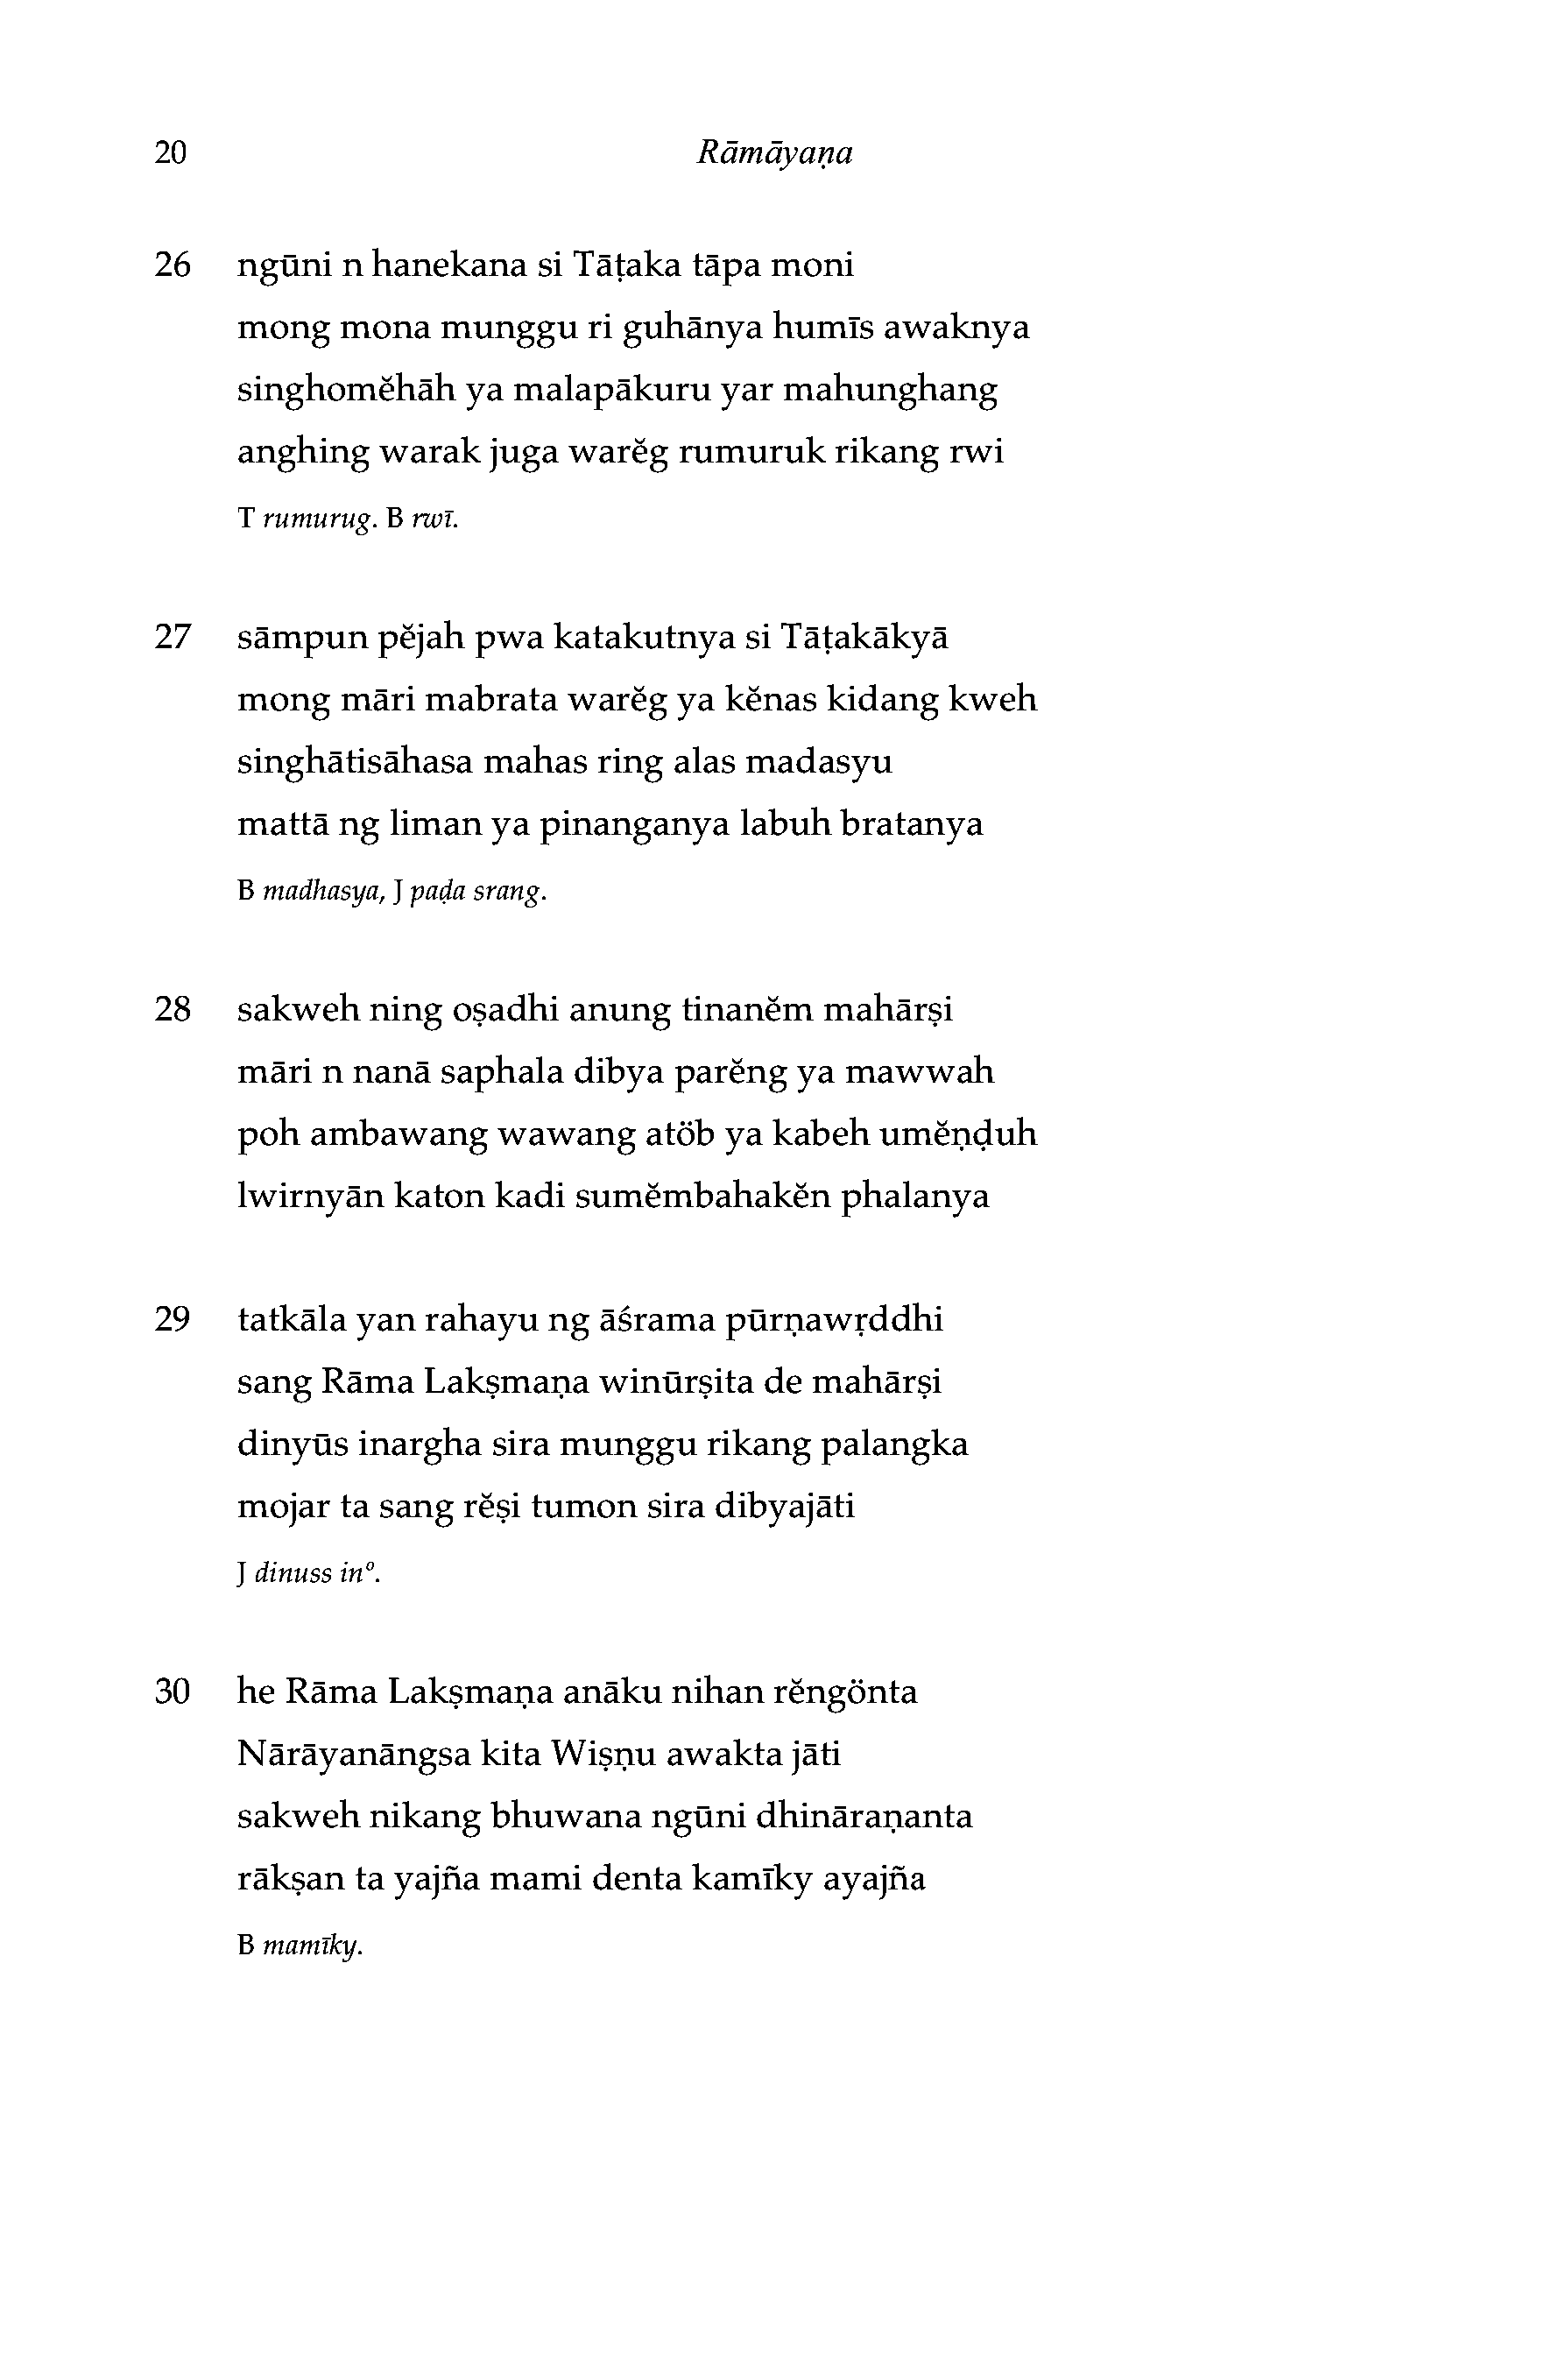 20 Rāmāyaṇa
26 ngūni n hanekana si Tāṭaka tāpa moni
mong mona munggu ri guhānya humīs awaknya
singhomĕhāh ya malapākuru yar mahunghang
anghing warak juga warĕg rumuruk rikang rwi
T rumurug. B rwī.
27 sāmpun pĕjah pwa katakutnya si Tāṭakākyā
mong māri mabrata warĕg ya kĕnas kidang kweh
singhātisāhasa mahas ring alas madasyu
mattā ng liman ya pinanganya labuh bratanya
B madhasya, J paḍa srang.
28 sakweh ning oṣadhi anung tinanĕm mahārṣi
māri n nanā saphala dibya parĕng ya mawwah
poh ambawang wawang atöb ya kabeh umĕṇḍuh
lwirnyān katon kadi sumĕmbahakĕn phalanya
29 tatkāla yan rahayu ng āśrama pūrṇawṛddhi
sang Rāma Lakṣmaṇa winūrṣita de mahārṣi
dinyūs inargha sira munggu rikang palangka
mojar ta sang rĕṣi tumon sira dibyajāti
J dinuss inº.
30 he Rāma Lakṣmaṇa anāku nihan rĕngönta
Nārāyanāngsa kita Wiṣṇu awakta jāti
sakweh nikang bhuwana ngūni dhināraṇanta
rākṣan ta yajña mami denta kamīky ayajña
B mamīky.